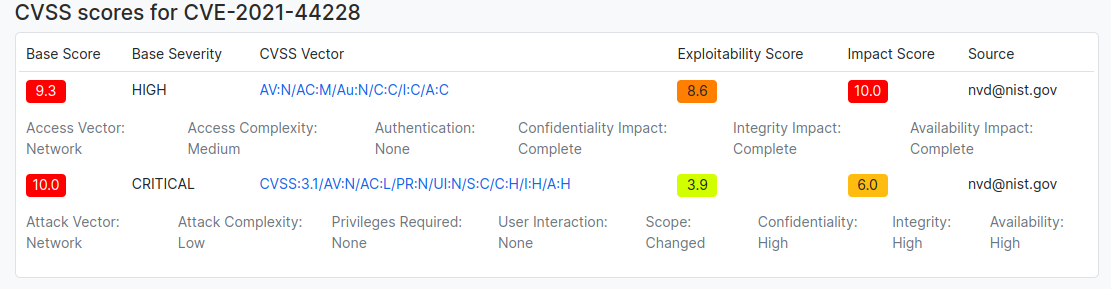 CVSS scores for CVE-2021-44228
Base Score Base Severity CVSS Vector Exploitability Score Impact Score Source
9.3 HIGH AV:N/AC:M/Au:N/C:C/I:C/A:C 8.6 10.0 nvd@nist.gov
Access Vector: Access Complexity: Authentication: Confidentiality Impact: Integrity Impact: Availability Impact:
Network Medium None Complete Complete Complete
10.0 CRITICAL CVSS:3.1/AV:N/AC:L/PR:N/UI:N/S:C/C:H/I:H/A:H 3.9 6.0 nvd@nist.gov
Attack Vector: Attack Complexity: Privileges Required: User Interaction: Scope: Confidentiality: Integrity: Availability:
Network Low None None Changed High High High